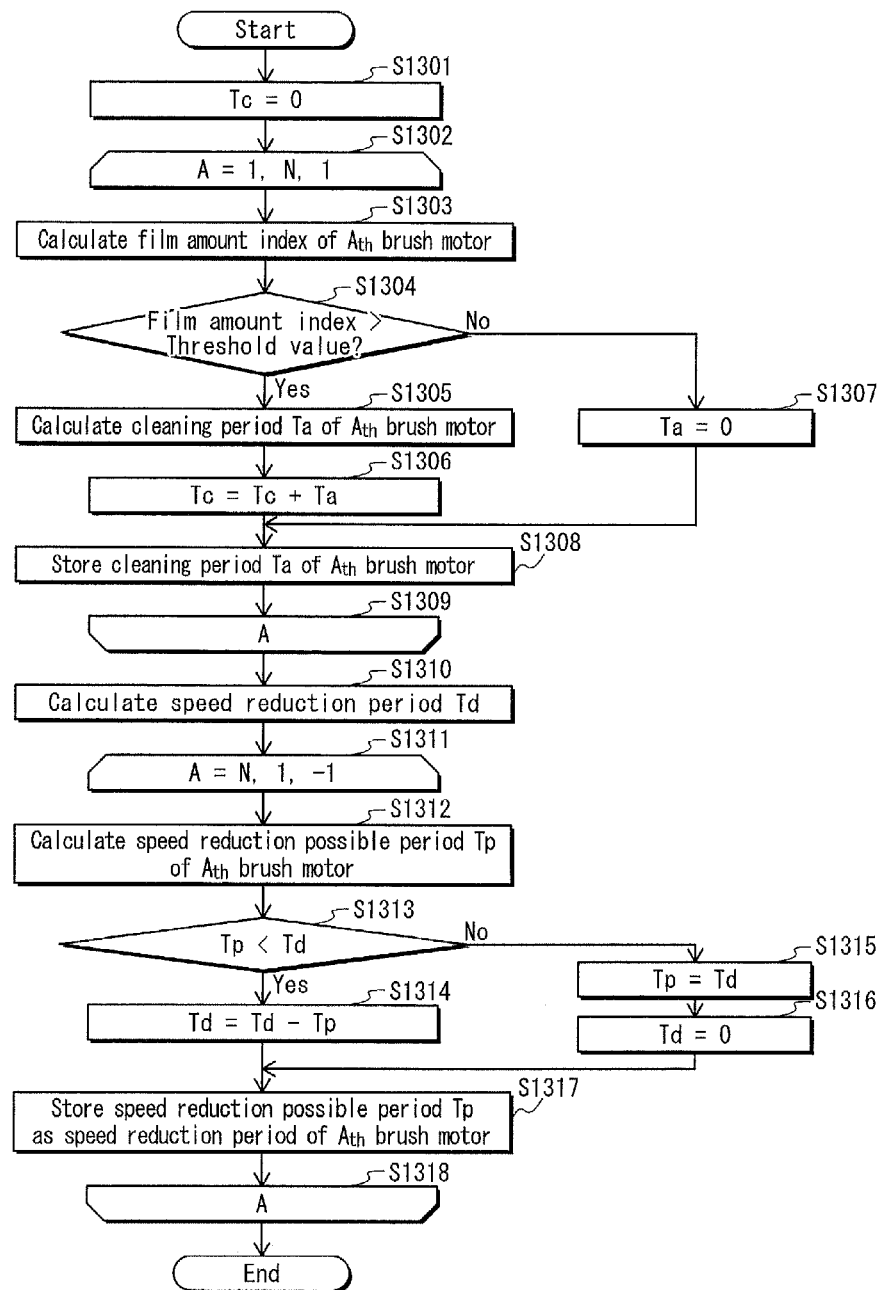 Start
S1301
Tc = 0
S1302
A = 1, N, 1
S1303
Calculate film amount index of Ath brush motor
S1304
Film amount index >
Threshold value?
No
Yes
S1305
Calculate cleaning period Ta of Ath brush motor
S1307
Ta = 0
S1306
Tc = Tc + Ta
S1308
Store cleaning period Ta of Ath brush motor
S1309
A
S1310
Calculate speed reduction period Td
S1311
A = N, 1, -1
S1312
Calculate speed reduction possible period Tp
of Ath brush motor
S1313
Tp < Td
No
Yes
S1315
Tp = Td
S1314
Td = Td - Tp
S1316
Td = 0
S1317
Store speed reduction possible period Tp
as speed reduction period of Ath brush motor
S1318
A
End